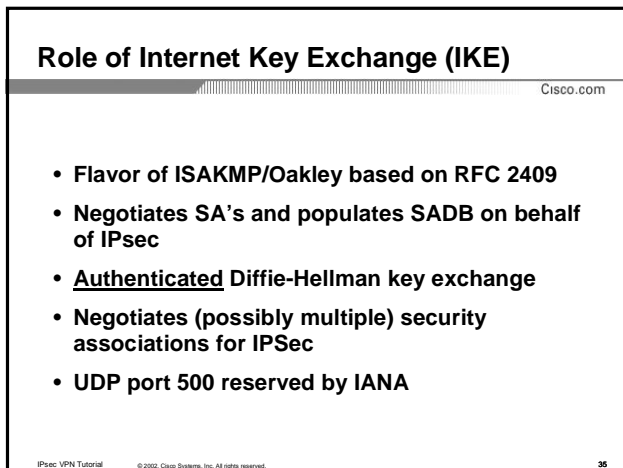 Role of Internet Key Exchange (IKE)
Cisco.com
• Flavor of ISAKMP/Oakley based on RFC 2409
• Negotiates SA's and populates SADB on behalf
of IPsec
• Authenticated Diffie-Hellman key exchange
• Negotiates (possibly multiple) security
associations for IPSec
• UDP port 500 reserved by IANA
IPsec VPN Tutorial © 2002, Cisco Systems, Inc. All rights reserved. 35